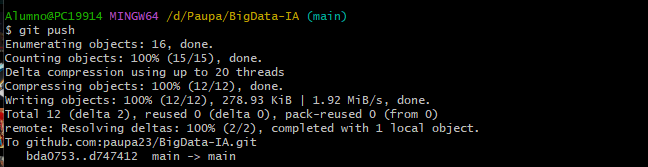 Alumno@PC19914 MINGW64 /d/Paupa/BigData-IA (main)
$ git push
Enumerating objects: 16, done.
Counting objects: 100% (15/15), done.
Delta compression using up to 20 threads
Compressing objects: 100% (12/12), done.
Writing objects: 100% (12/12), 278.93 KiB | 1.92 MiB/s, done.
Total 12 (delta 2), reused 0 (delta 0), pack-reused 0 (from 0)
remote: Resolving deltas: 100% (2/2), completed with 1 local object.
To github.com:paupa23/BigData-IA.git
   bda0753..d747412  main -> main